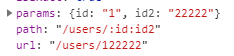 ▶ params: {id: "1", id2: "22222"}
path: "/users/:id:id2"
url: "/users/122222"